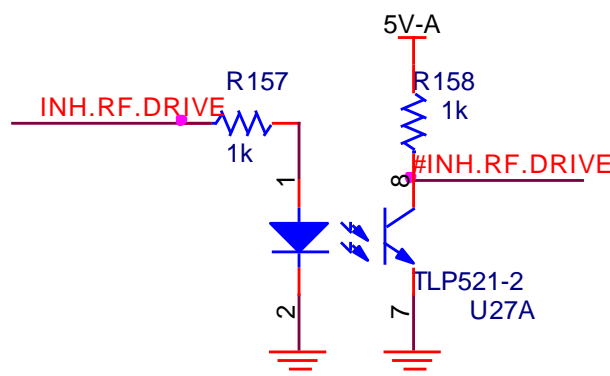 5V-A
R157
R158
INH.RF.DRIVE
1k
1k
#INH.RF.DRIVE
1
8
2
7
TLP521-2
U27A